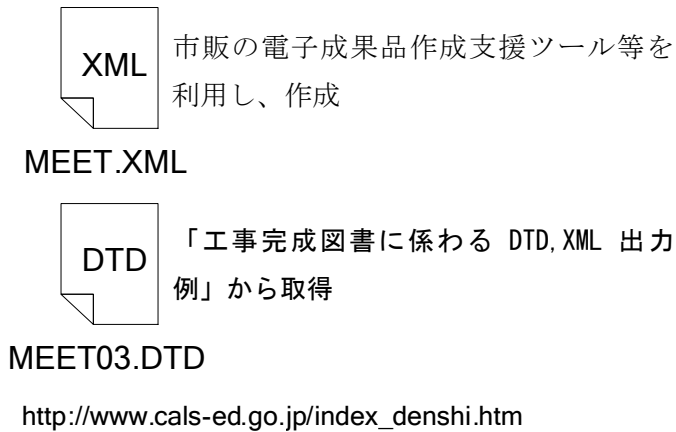 XML
市販の電子成果品作成支援ツール等を
利用し、作成
MEET.XML
DTD
「工事完成図書に係わる DTD,XML 出力
例」から取得
MEET03.DTD
http://www.cals-ed.go.jp/index_denshi.htm